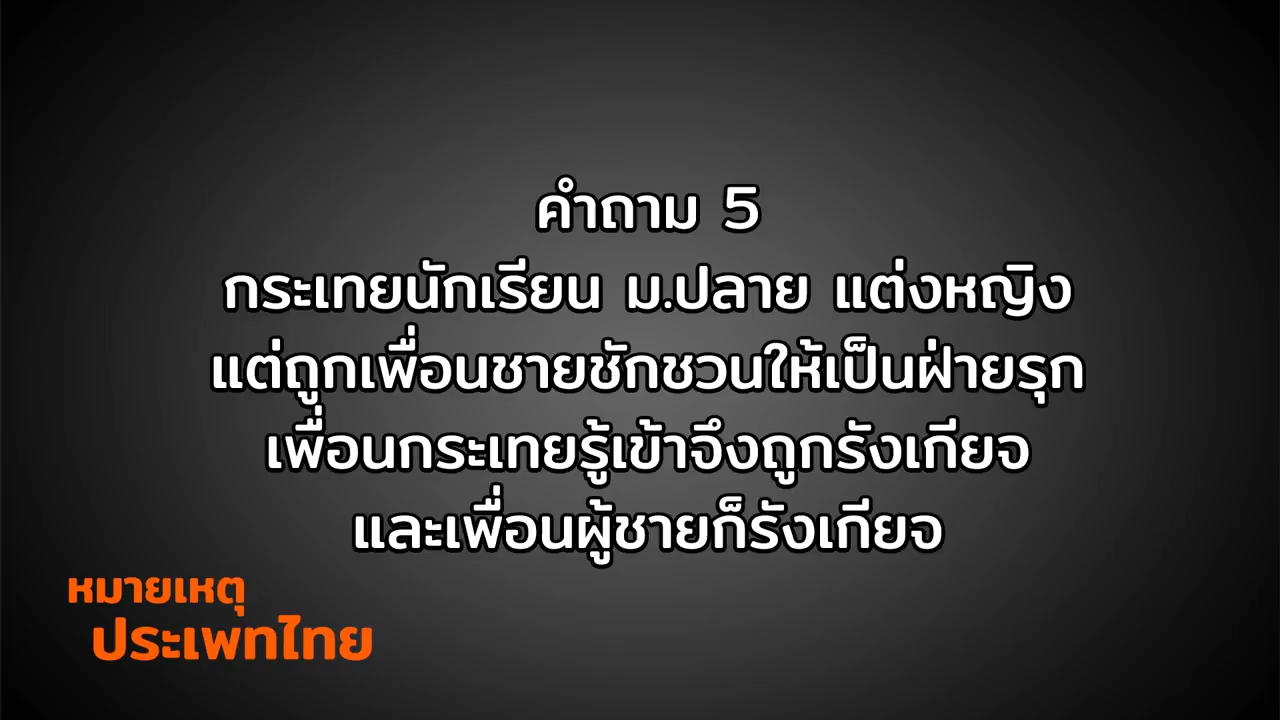 คำถาม 5
กระเทยนักเรียน ม.ปลาย แต่งหญิง
แต่ถูกเพื่อนชายชักชวนให้เป็นฝ่ายรุก
เพื่อนกระเทยรู้เข้าจึงถูกรังเกียจ
และเพื่อนผู้ชายก็รังเกียจ
หมายเหตุ
ประเพทไทย